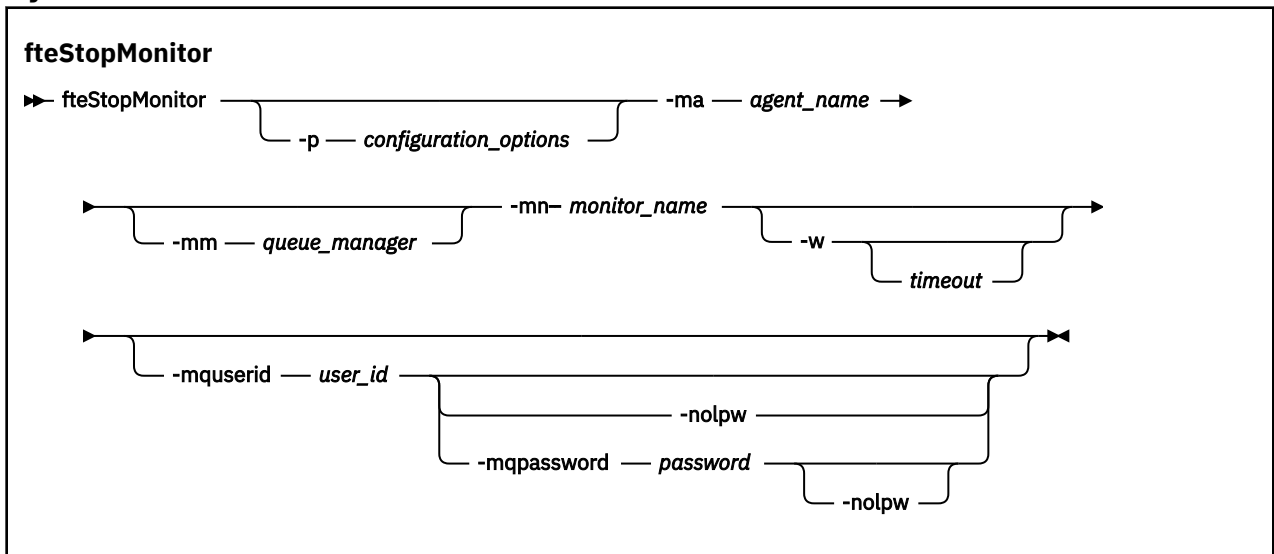 fteStopMonitor
fteStopMonitor -ma agent_name
-p configuration_options
-mn monitor_name
-mm queue_manager -w
timeout
-mquserid user_id
-nolpw
-mqpassword password
-nolpw